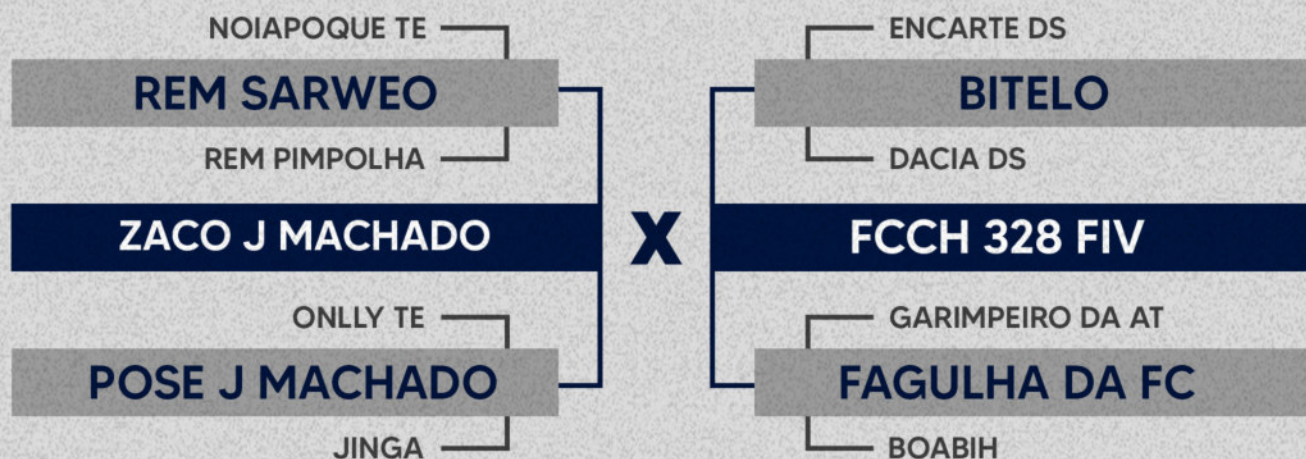 NOIAPOQUE TE
ENCARTE DS
REM SARWEO
BITELO
REM PIMPOLHA
DACIA DS
ZACO J MACHADO
X
FCCH 328 FIV
ONLLY TE
GARIMPEIRO DA AT
POSE J MACHADO
FAGULHA DA FC
JINGA
BOABIH